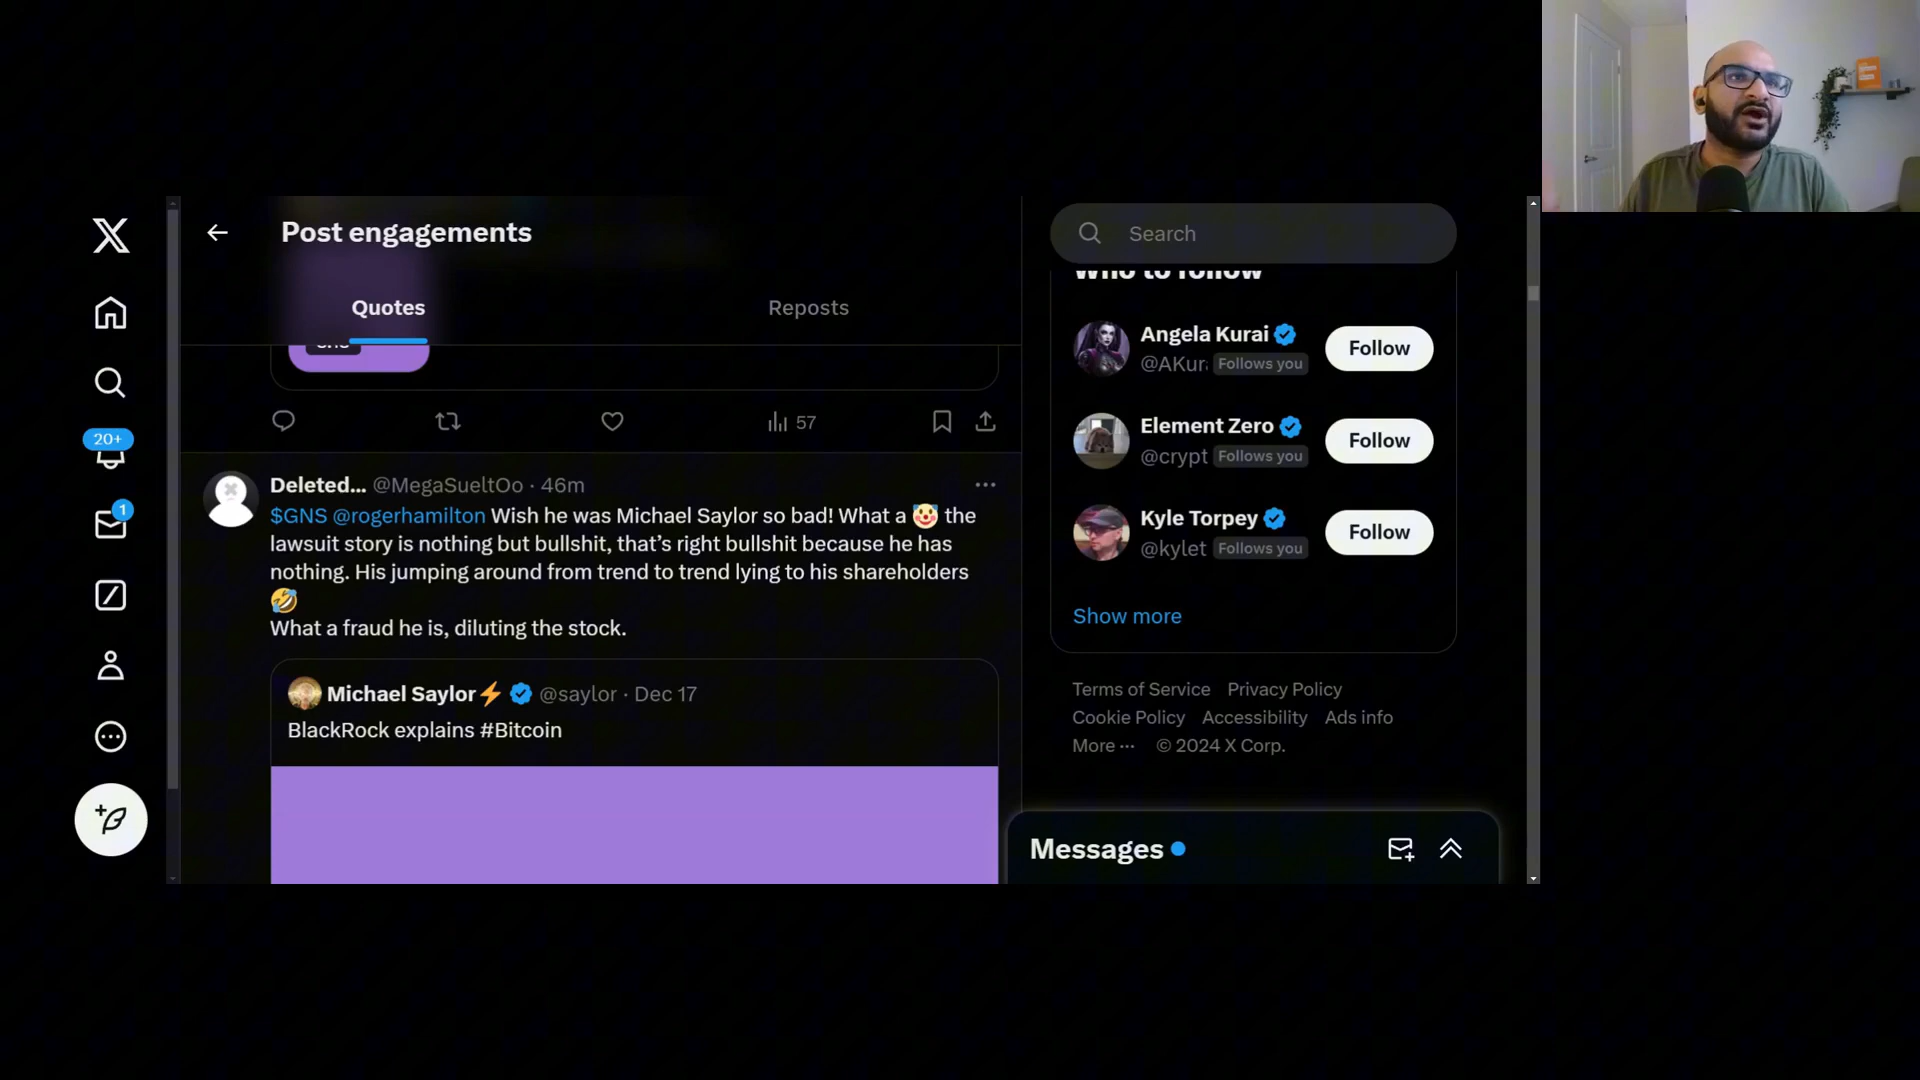 Post engagements
Search
Quotes
Reposts
Who to follow
Angela Kurai
@AKur
Follows you
Follow
57
20+
Element Zero
@crypt
Follows you
Follow
1
Deleted... @MegaSueltOo · 46m
$GNS @rogerhamilton Wish he was Michael Saylor so bad! What a 🤡 the
lawsuit story is nothing but bullshit, that’s right bullshit because he has
nothing. His jumping around from trend to trend lying to his shareholders
🤣
What a fraud he is, diluting the stock.
Kyle Torpey
@kylet
Follows you
Follow
Show more
Michael Saylor⚡ @saylor · Dec 17
BlackRock explains #Bitcoin
Terms of Service Privacy Policy
Cookie Policy Accessibility Ads info
More ··· © 2024 X Corp.
Messages